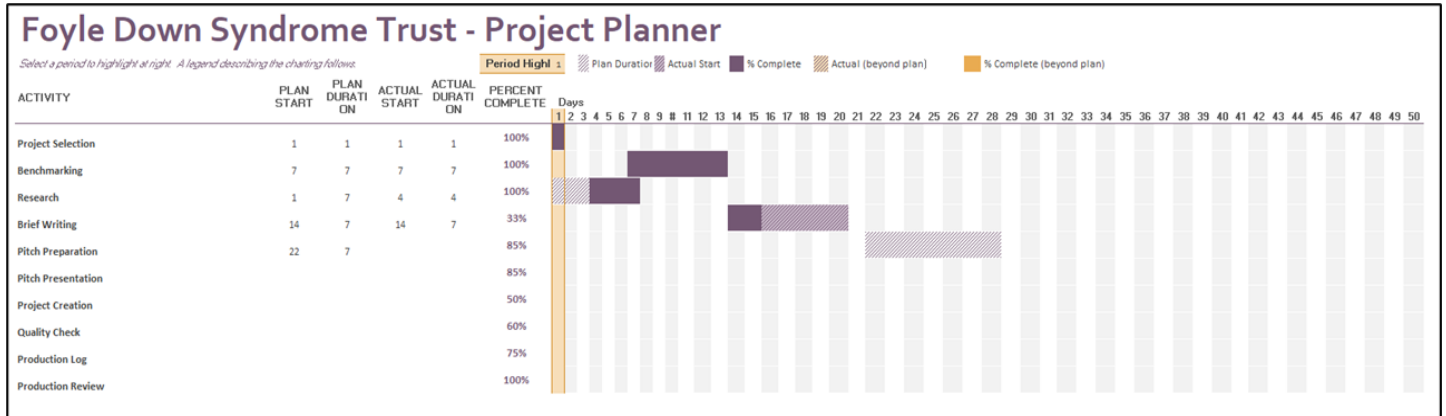 Foyle Down Syndrome Trust - Project Planner
Select a period to highlight at right. A legend describing the charting follows. Period Highl 1 Plan Duration Actual Start % Complete Actual (beyond plan) % Complete (beyond plan)
ACTIVITY PLAN START PLAN DURATI ON ACTUAL START ACTUAL DURATI ON PERCENT COMPLETE Days
1 2 3 4 5 6 7 8 9 # 11 12 13 14 15 16 17 18 19 20 21 22 23 24 25 26 27 28 29 30 31 32 33 34 35 36 37 38 39 40 41 42 43 44 45 46 47 48 49 50
Project Selection 1 1 1 1 100%
Benchmarking 7 7 7 7 100%
Research 1 7 4 4 100%
Brief Writing 14 7 14 7 33%
Pitch Preparation 22 7 85%
Pitch Presentation 85%
Project Creation 50%
Quality Check 60%
Production Log 75%
Production Review 100%